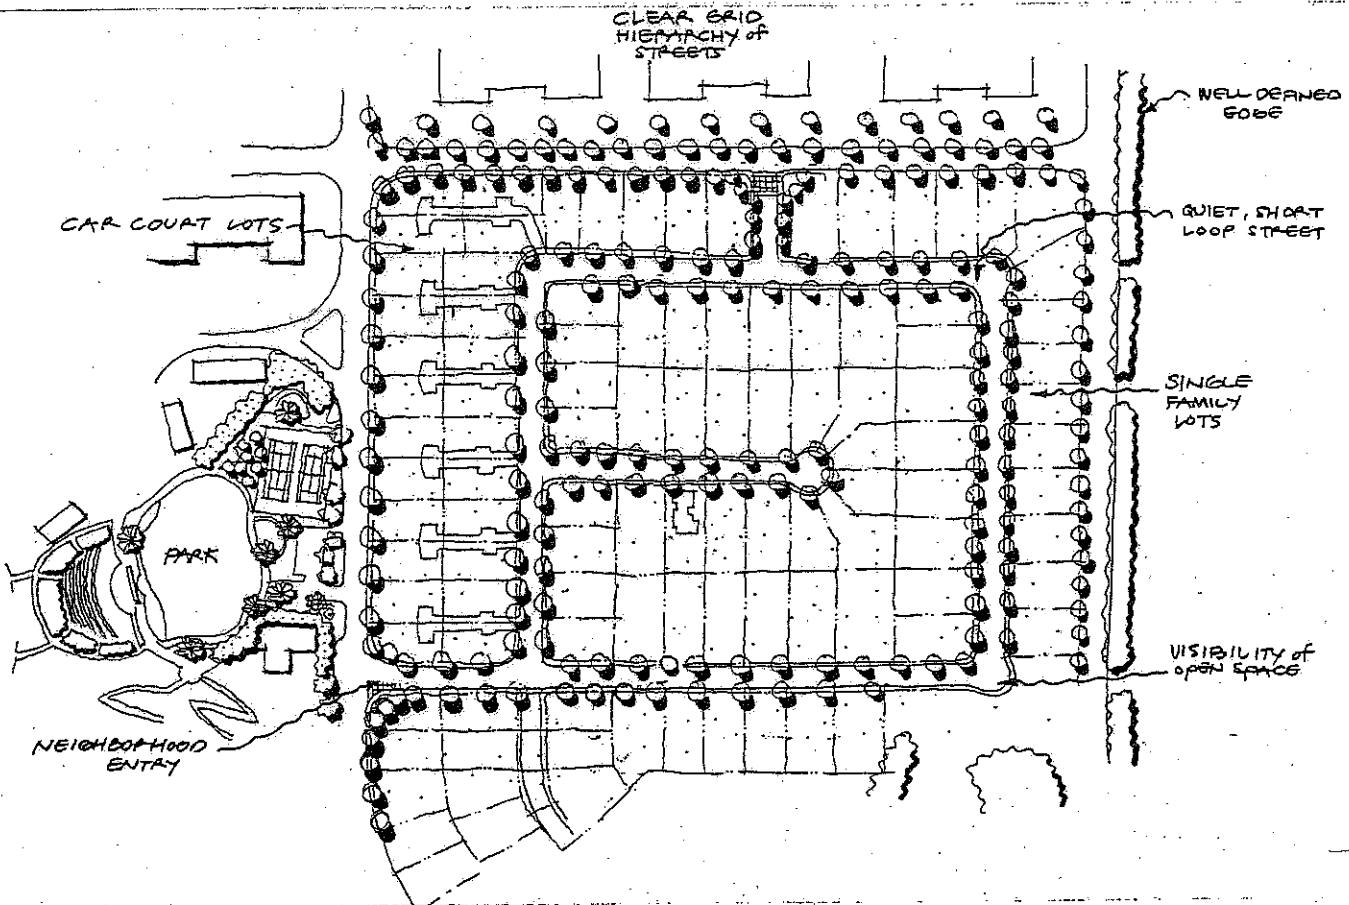 CLEAR GRID
HIERARCHY of
STREETS
WELL DEFINED
EDGE
CAR COURT LOTS
QUIET, SHORT
LOOP STREET
SINGLE
FAMILY
LOTS
PARK
VISIBILITY of
OPEN SPACE
NEIGHBORHOOD
ENTRY